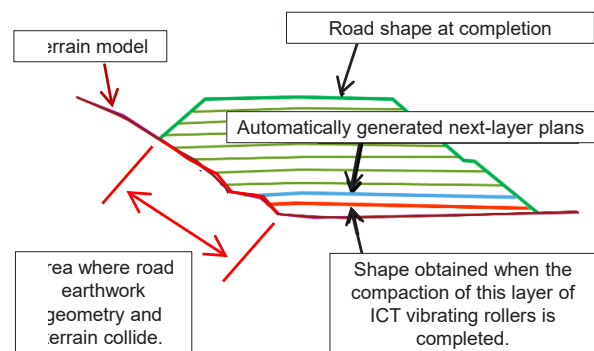 errain model
Road shape at completion
Automatically generated next-layer plans
rea where road
earthwork
geometry and
terrain collide.
Shape obtained when the
compaction of this layer of
ICT vibrating rollers is
completed.